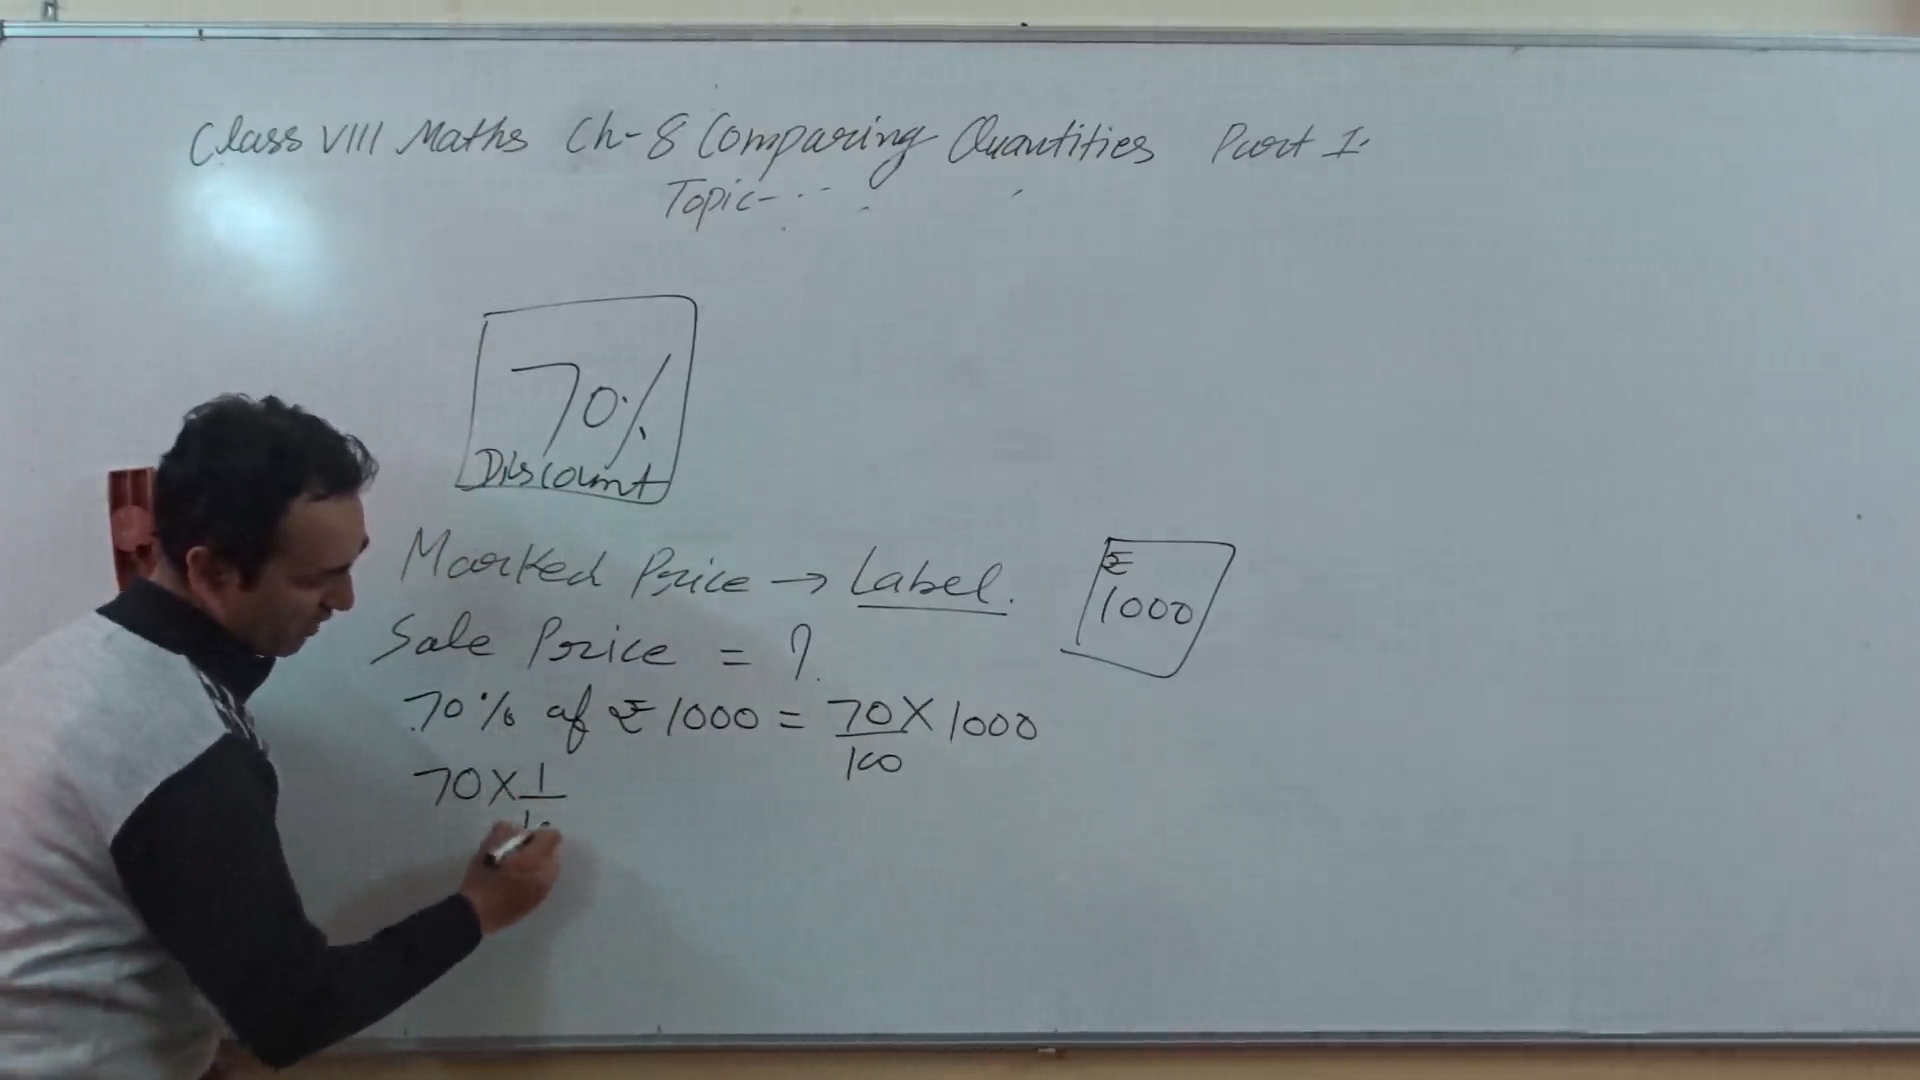 Class VIII Maths Ch-8 Comparing Quantities Part I.
Topic-
70%
Discount
Marked Price → Label.
₹
1000
Sale Price = ?
70% of ₹ 1000 = 70/100 X 1000
70 X 1/10